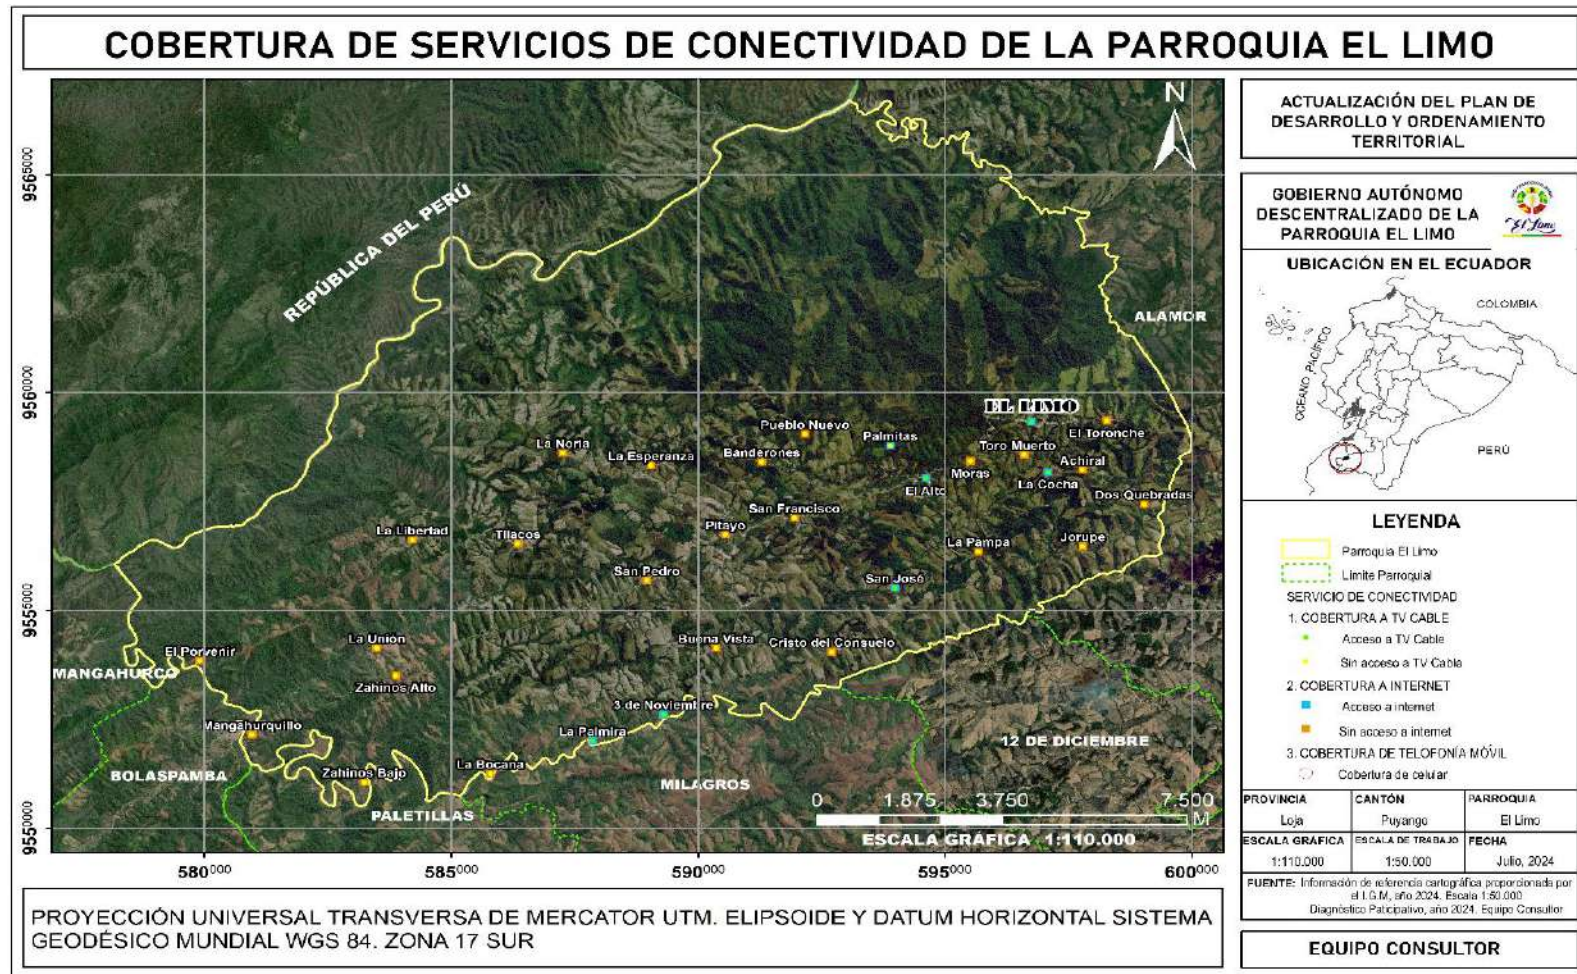 COBERTURA DE SERVICIOS DE CONECTIVIDAD DE LA PARROQUIA EL LIMO
N
9565000
9560000
9555000
9550000
REPÚBLICA DEL PERÚ
ALAMOR
EL LIMO
El Toronche
Pueblo Nuevo
Palmitas
Toro Muerto
La Noria
La Esperanza
Banderones
Moras
Achiral
La Cocha
El Alto
Dos Quebradas
San Francisco
La Libertad
Tilacos
Pitayo
La Pampa
Jorupe
San Pedro
San José
La Unión
Buena Vista
Cristo del Consuelo
El Porvenir
MANGAHURCO
Zahinos Alto
3 de Noviembre
Mangahurquillo
La Palmira
12 DE DICIEMBRE
BOLASPAMBA
Zahinos Bajo
La Bocana
MILAGROS
PALETILLAS
0 1.875 3.750 7.500
M
ESCALA GRÁFICA 1:110.000
580000 585000 590000 595000 600000
PROYECCIÓN UNIVERSAL TRANSVERSA DE MERCATOR UTM. ELIPSOIDE Y DATUM HORIZONTAL SISTEMA
GEODÉSICO MUNDIAL WGS 84. ZONA 17 SUR
ACTUALIZACIÓN DEL PLAN DE
DESARROLLO Y ORDENAMIENTO
TERRITORIAL
GOBIERNO AUTÓNOMO
DESCENTRALIZADO DE LA
PARROQUIA EL LIMO
El Limo
UBICACIÓN EN EL ECUADOR
COLOMBIA
OCEANO PACÍFICO
PERÚ
LEYENDA
Parroquia El Limo
Límite Parroquial
SERVICIO DE CONECTIVIDAD
1. COBERTURA A TV CABLE
Acceso a TV Cable
Sin acceso a TV Cable
2. COBERTURA A INTERNET
Acceso a internet
Sin acceso a internet
3. COBERTURA DE TELOFONÍA MÓVIL
Cobertura de celular
PROVINCIA CANTÓN PARROQUIA
Loja Puyango El Limo
ESCALA GRÁFICA ESCALA DE TRABAJO FECHA
1:110.000 1:50.000 Julio, 2024
FUENTE: Información de referencia cartográfica proporcionada por
el I.G.M, año 2024. Escala 1:50.000
Diagnóstico Paticipativo, año 2024. Equipo Consultor
EQUIPO CONSULTOR